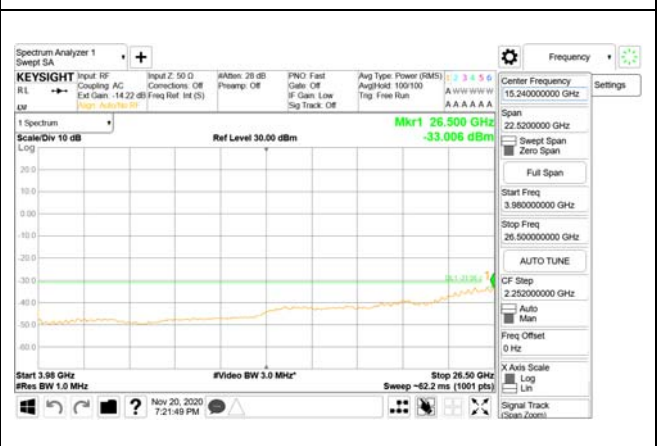 Spectrum Analyzer 1
Swept SA
Frequency
Settings
KEYSIGHT
RL
Input: RF
Coupling: AC
Ext Gain: -14.22 dB
Align: Auto/No RF
Input Z: 50 Ω
Corrections: Off
Freq Ref: Int (S)
#Atten: 28 dB
Preamp: Off
PNO: Fast
Gate: Off
IF Gain: Low
Sig Track: Off
Avg Type: Power (RMS)
Avg|Hold: 100/100
Trig: Free Run
1 2 3 4 5 6
A W W W W W
A A A A A A
1 Spectrum
Scale/Div 10 dB
Ref Level 30.00 dBm
Mkr1 26.500 GHz
-33.006 dBm
Log
20.0
10.0
0.00
-10.0
-20.0
-30.0
-40.0
-50.0
-60.0
1
Start 3.98 GHz
#Res BW 1.0 MHz
#Video BW 3.0 MHz*
Stop 26.50 GHz
Sweep ~62.2 ms (1001 pts)
Nov 20, 2020
7:21:49 PM
Center Frequency
15.240000000 GHz
Span
22.5200000 GHz
Swept Span
Zero Span
Full Span
Start Freq
3.980000000 GHz
Stop Freq
26.500000000 GHz
AUTO TUNE
CF Step
2.252000000 GHz
Auto
Man
Freq Offset
0 Hz
X Axis Scale
Log
Lin
Signal Track
(Span Zoom)